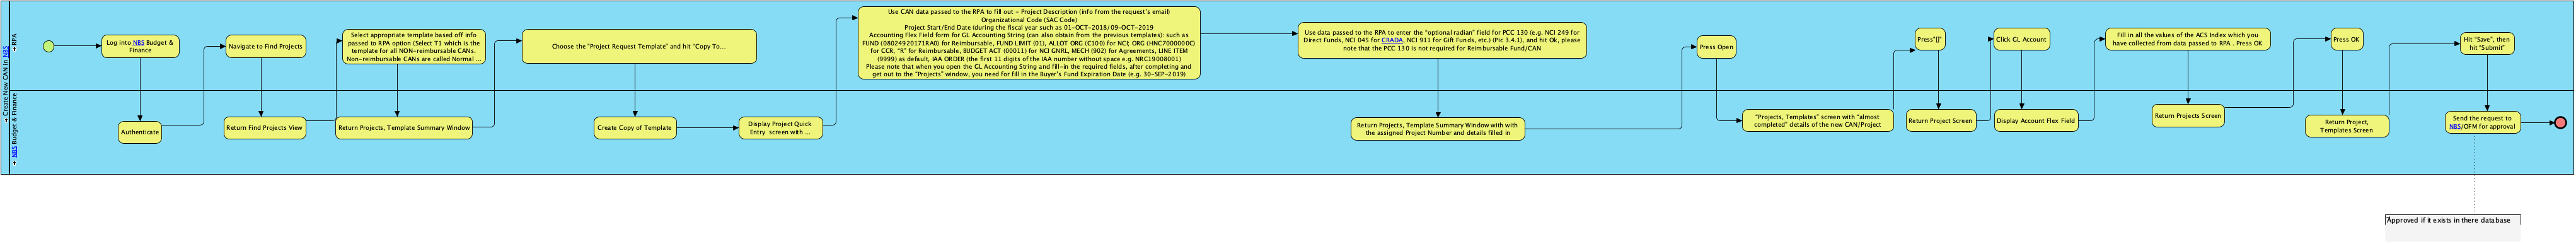 Create New CAN in NBS
RPA
NBS Budget & Finance
Log into NBS Budget &
Finance
Authenticate
Navigate to Find Projects
Return Find Projects View
Select appropriate template based off info
passed to RPA option (Select T1 which is the
template for all NON-reimbursable CANs.
Non-reimbursable CANs are called Normal ...
Return Projects, Template Summary Window
Choose the "Project Request Template" and hit "Copy To...
Create Copy of Template
Display Project Quick
Entry screen with ...
Use CAN data passed to the RPA to fill out - Project Description (info from the request's email)
Organizational Code (SAC Code)
Project Start/End Date (during the fiscal year such as 01-OCT-2018/09-OCT-2019
Accounting Flex Field form for GL Accounting String (can also obtain from the previous templates): such as
FUND (08024920171RA0) for Reimbursable, FUND LIMIT (01), ALLOT ORG (C100) for NCI; ORG (HNC7000000C)
for CCR, "R" for Reimbursable, BUDGET ACT (00011) for NCI GNRL, MECH (902) for Agreements, LINE ITEM
(9999) as default, IAA ORDER (the first 11 digits of the IAA number without space e.g. NRC19008001)
Please note that when you open the GL Accounting String and fill-in the required fields, after completing and
get out to the "Projects" window, you need for fill in the Buyer's Fund Expiration Date (e.g. 30-SEP-2019)
Use data passed to the RPA to enter the "optional radian" field for PCC 130 (e.g. NCI 249 for
Direct Funds, NCI 045 for CRADA, NCI 911 for Gift Funds, etc.) (Pic 3.4.1), and hit Ok, please
note that the PCC 130 is not required for Reimbursable Fund/CAN
Return Projects, Template Summary Window with with
the assigned Project Number and details filled in
Press Open
"Projects, Templates" screen with "almost
completed" details of the new CAN/Project
Press"[]"
Return Project Screen
Click GL Account
Display Account Flex Field
Fill in all the values of the ACS Index which you
have collected from data passed to RPA . Press OK
Return Projects Screen
Press OK
Return Project,
Templates Screen
Hit "Save", then
hit "Submit"
Send the request to
NBS/OFM for approval
Approved if it exists in there database